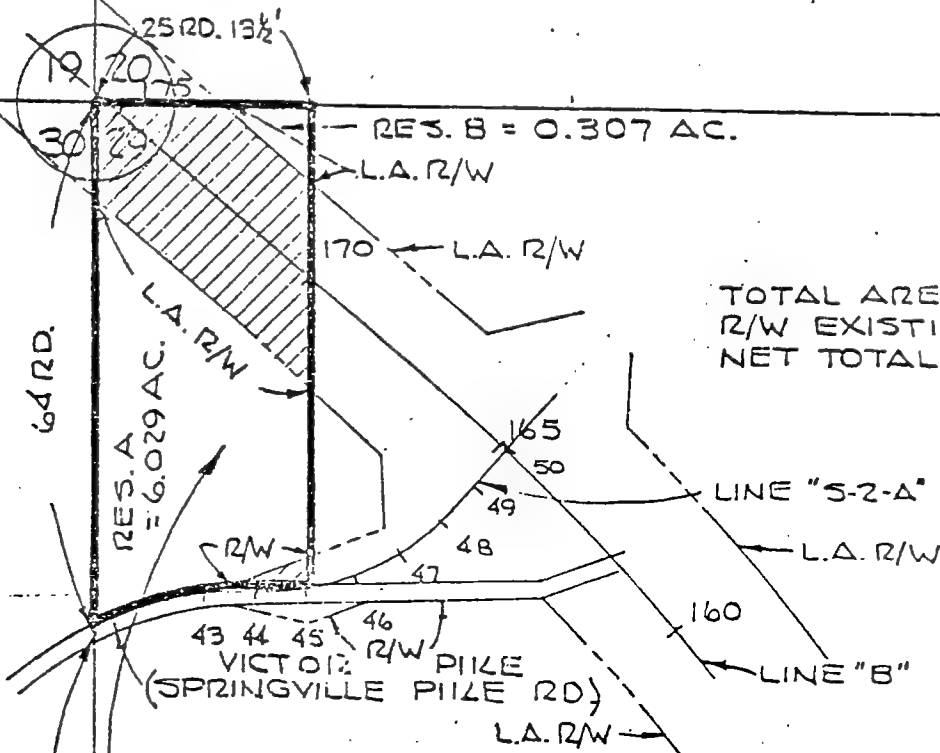 25 RD. 13½'
19 20
175
30 29
RES. B = 0.307 AC.
L.A. R/W
170
L.A. R/W
L.A. R/W
TOTAL ARE
R/W EXISTI
NET TOTAL
64 RD.
RES. A
= 6.029 AC.
165
50
49
LINE "S-2-A"
48
47
R/W
L.A. R/W
46
43 44 45
R/W
160
VICTOR PIKE
(SPRINGVILLE PIKE RD)
LINE "B"
L.A. R/W